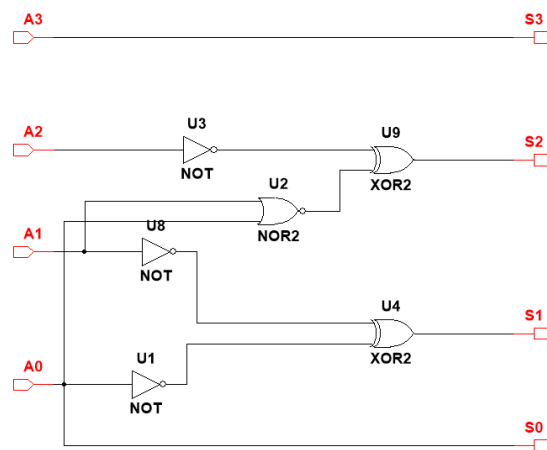 A3 S3
U3 U9
A2 S2
NOT U2 XOR2
U8
A1 NOR2
NOT U4 S1
U1 XOR2
A0
NOT S0